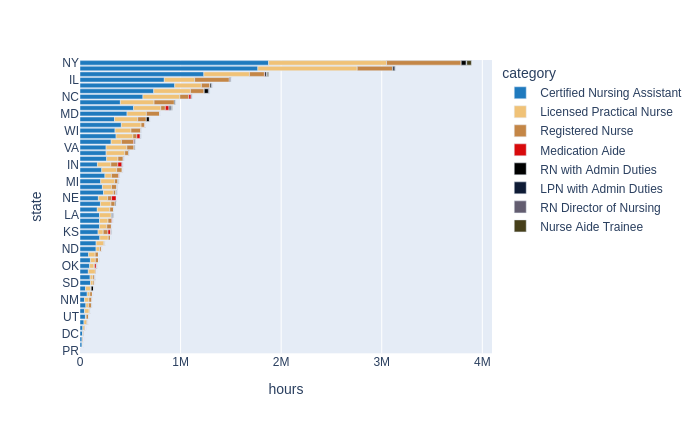 NY
IL
NC
MD
WI
VA
IN
MI
NE
LA
KS
ND
OK
SD
NM
UT
DC
PR
0
1M
2M
3M
4M
hours
state
category
Certified Nursing Assistant
Licensed Practical Nurse
Registered Nurse
Medication Aide
RN with Admin Duties
LPN with Admin Duties
RN Director of Nursing
Nurse Aide Trainee